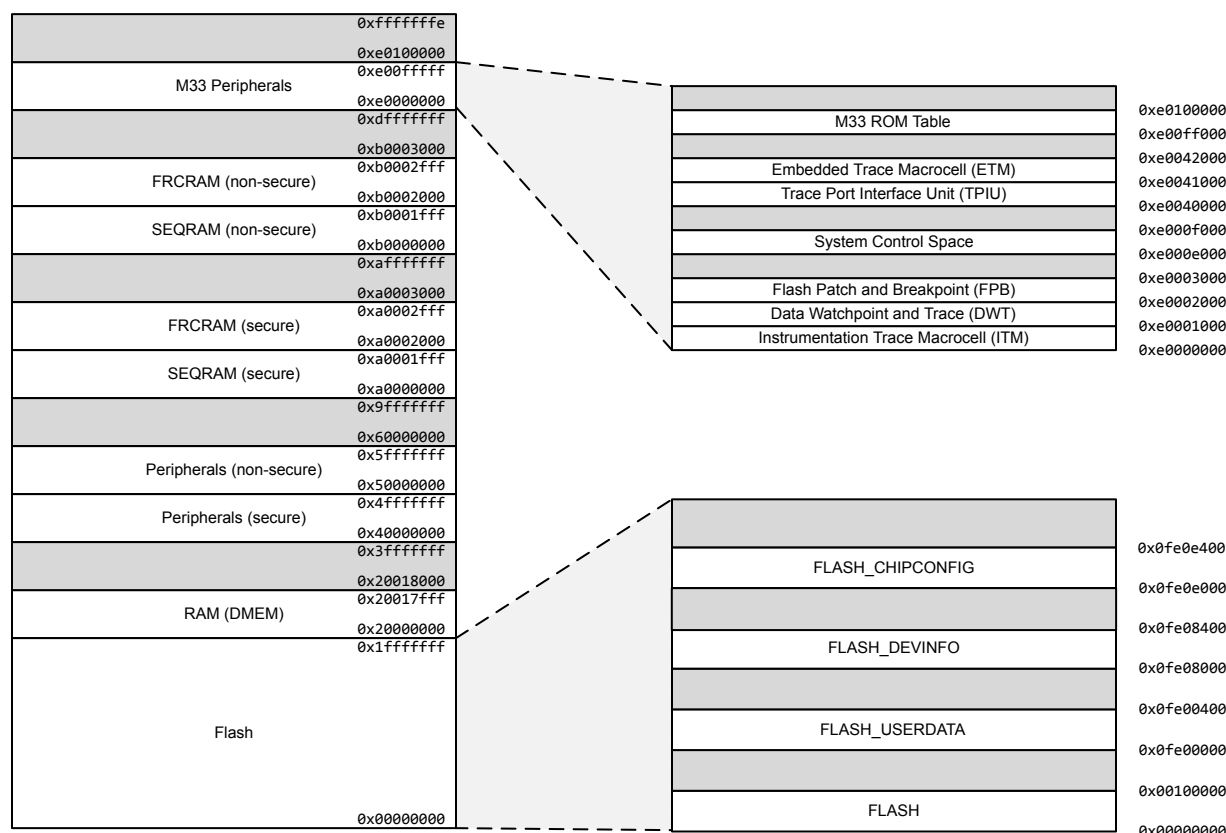 0xfffffffe
0xe0100000
0xe00fffff
M33 Peripherals
0xe0000000
0xdfffffff
0xb0003000
0xb0002fff
FRCRAM (non-secure)
0xb0002000
0xb0001fff
SEQRAM (non-secure)
0xb0000000
0xafffffff
0xa0003000
0xa0002fff
FRCRAM (secure)
0xa0002000
0xa0001fff
SEQRAM (secure)
0xa0000000
0x9fffffff
0x60000000
0x5fffffff
Peripherals (non-secure)
0x50000000
0x4fffffff
Peripherals (secure)
0x40000000
0x3fffffff
0x20018000
0x20017fff
RAM (DMEM)
0x20000000
0x1fffffff
Flash
0x00000000
0xe0100000
M33 ROM Table
0xe00ff000
0xe0042000
Embedded Trace Macrocell (ETM)
0xe0041000
Trace Port Interface Unit (TPIU)
0xe0040000
0xe000f000
System Control Space
0xe000e000
0xe0003000
Flash Patch and Breakpoint (FPB)
0xe0002000
Data Watchpoint and Trace (DWT)
0xe0001000
Instrumentation Trace Macrocell (ITM)
0xe0000000
0x0fe0e400
FLASH_CHIPCONFIG
0x0fe0e000
0x0fe08400
FLASH_DEVINFO
0x0fe08000
0x0fe00400
FLASH_USERDATA
0x0fe00000
0x00100000
FLASH
0x00000000